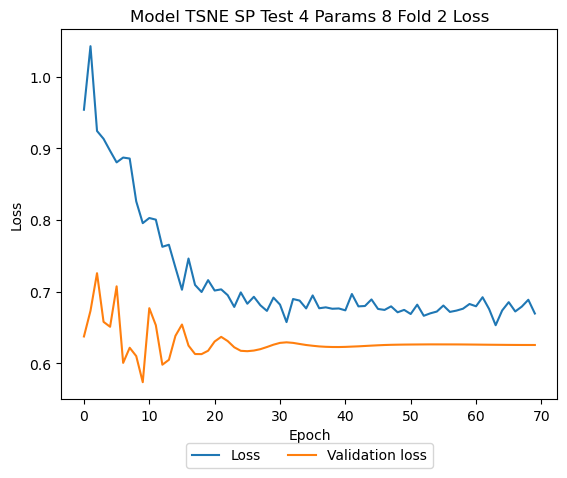 Model TSNE SP Test 4 Params 8 Fold 2 Loss
1.0
0.9
0.8
0.7
0.6
Loss
0 10 20 30 40 50 60 70
Epoch
Loss Validation loss